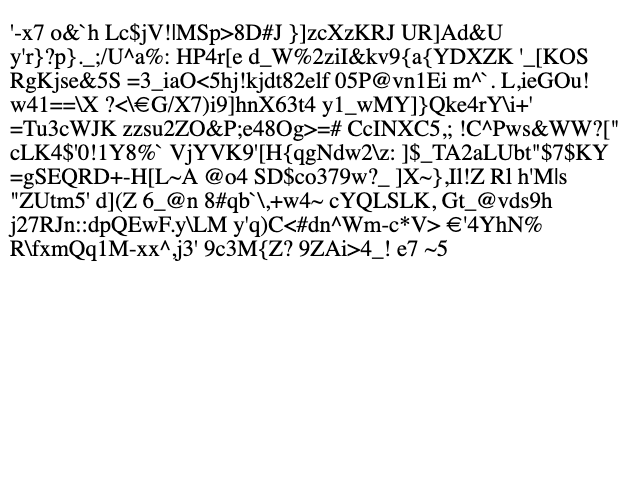 '-x7 o&`h Lc$jV!lMSp>8D#J }]zcXzKRJ UR]Ad&U
y'r}?p}._;/U^a%: HP4r[e d_W%2ziI&kv9{a{YDXZK '_[KOS
RgKjse&5S =3_iaO<5hj!kjdt82elf 05P@vn1Ei m^`. L,ieGOu!
w41==\X ?<\€G/X7)i9]hnX63t4 y1_wMY]}Qke4rY\i+'
=Tu3cWJK zzsu2ZO&P;e48Og>=# CcINXC5,; !C^Pws&WW?["
cLK4$'0!1Y8%` VjYVK9'[H{qgNdw2\z: ]$_TA2aLUbt"$7$KY
=gSEQRD+-H[L~A @o4 SD$co379w?_ ]X~},Il!Z Rl h'M|s
"ZUtm5' d](Z 6_@n 8#qb`\,+w4~ cYQLSLK, Gt_@vds9h
j27RJn::dpQEwF.y\LM y'q)C<#dn^Wm-c*V> €'4YhN%
R\fxmQq1M-xx^,j3' 9c3M{Z? 9ZAi>4_! e7 ~5